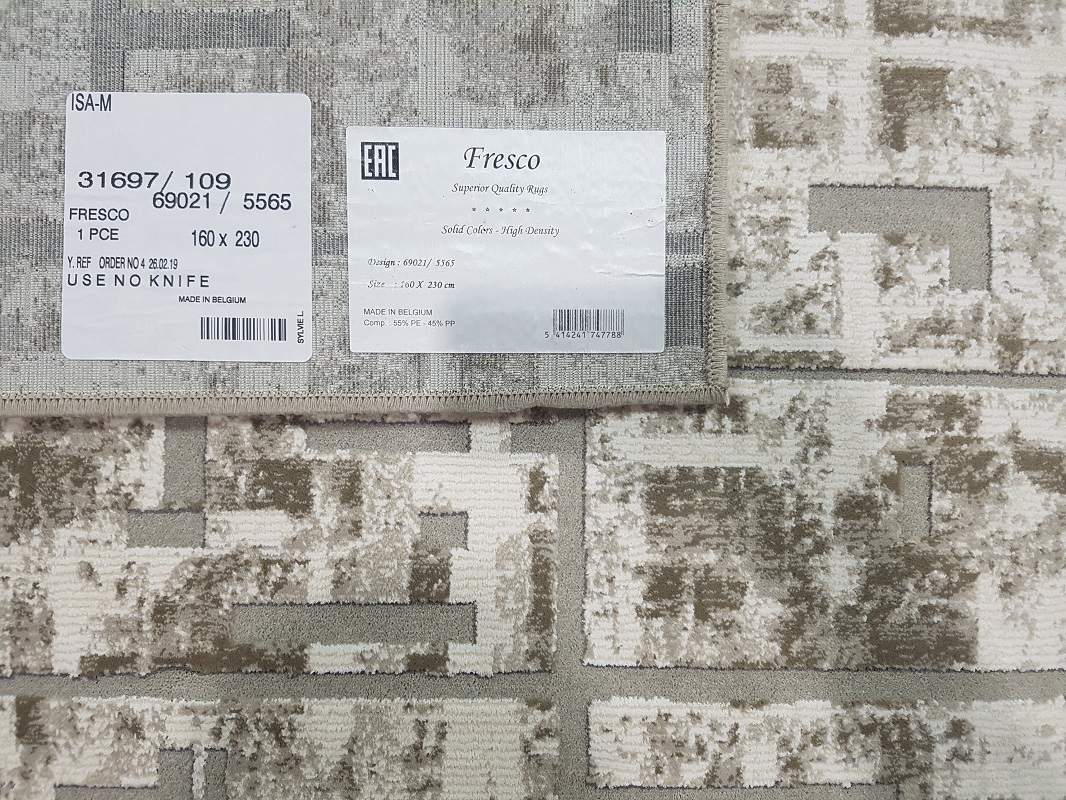 ISA-M
31697/ 109
69021 / 5565
FRESCO
1 PCE 160 x 230
Y. REF ORDER NO 4 26.02.19
USE NO KNIFE
MADE IN BELGIUM
SYLVIE L.
EAC
Fresco
Superior Quality Rugs
* * * * *
Solid Colors - High Density
Design : 69021/ 5565
Size : 160 X 230 cm
MADE IN BELGIUM
Comp. : 55% PE - 45% PP
5 414241 747788